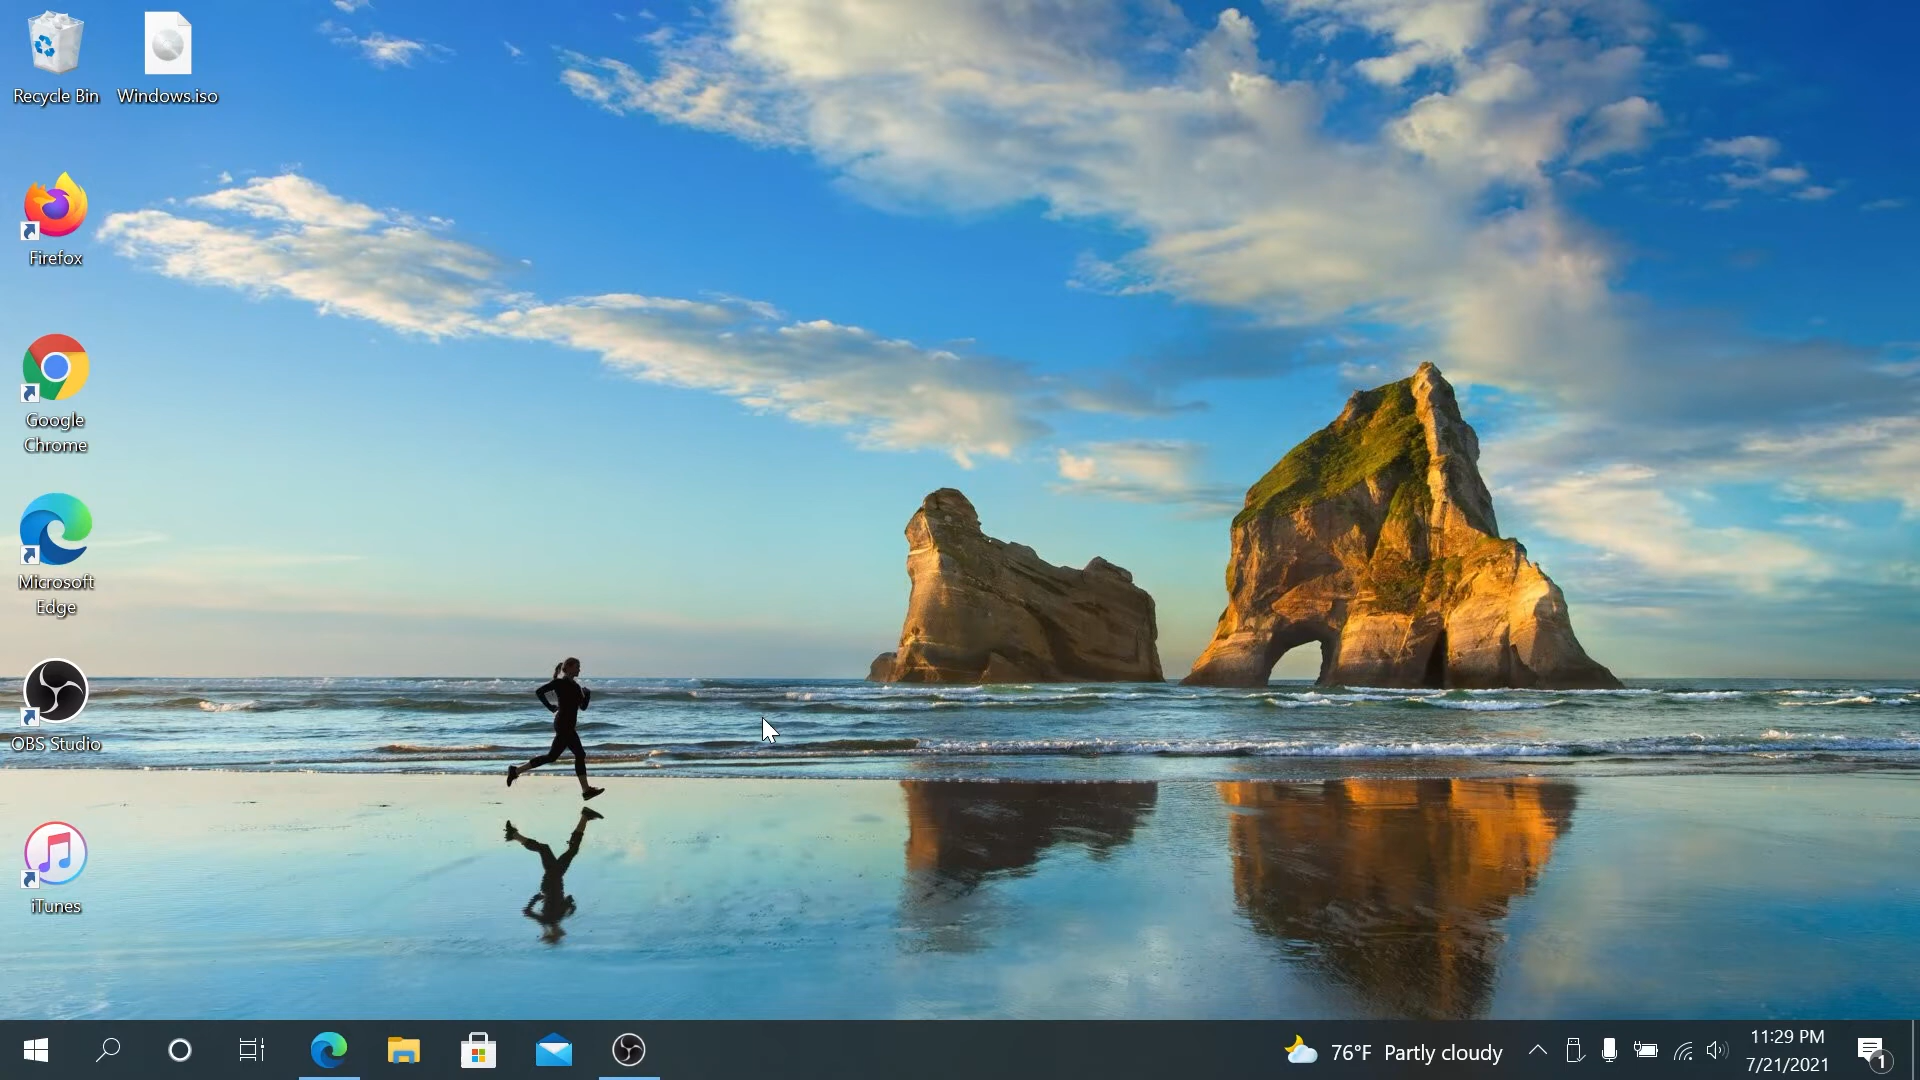 Recycle Bin
Windows.iso
Firefox
Google
Chrome
Microsoft
Edge
OBS Studio
iTunes
76°F Partly cloudy
11:29 PM
7/21/2021
1